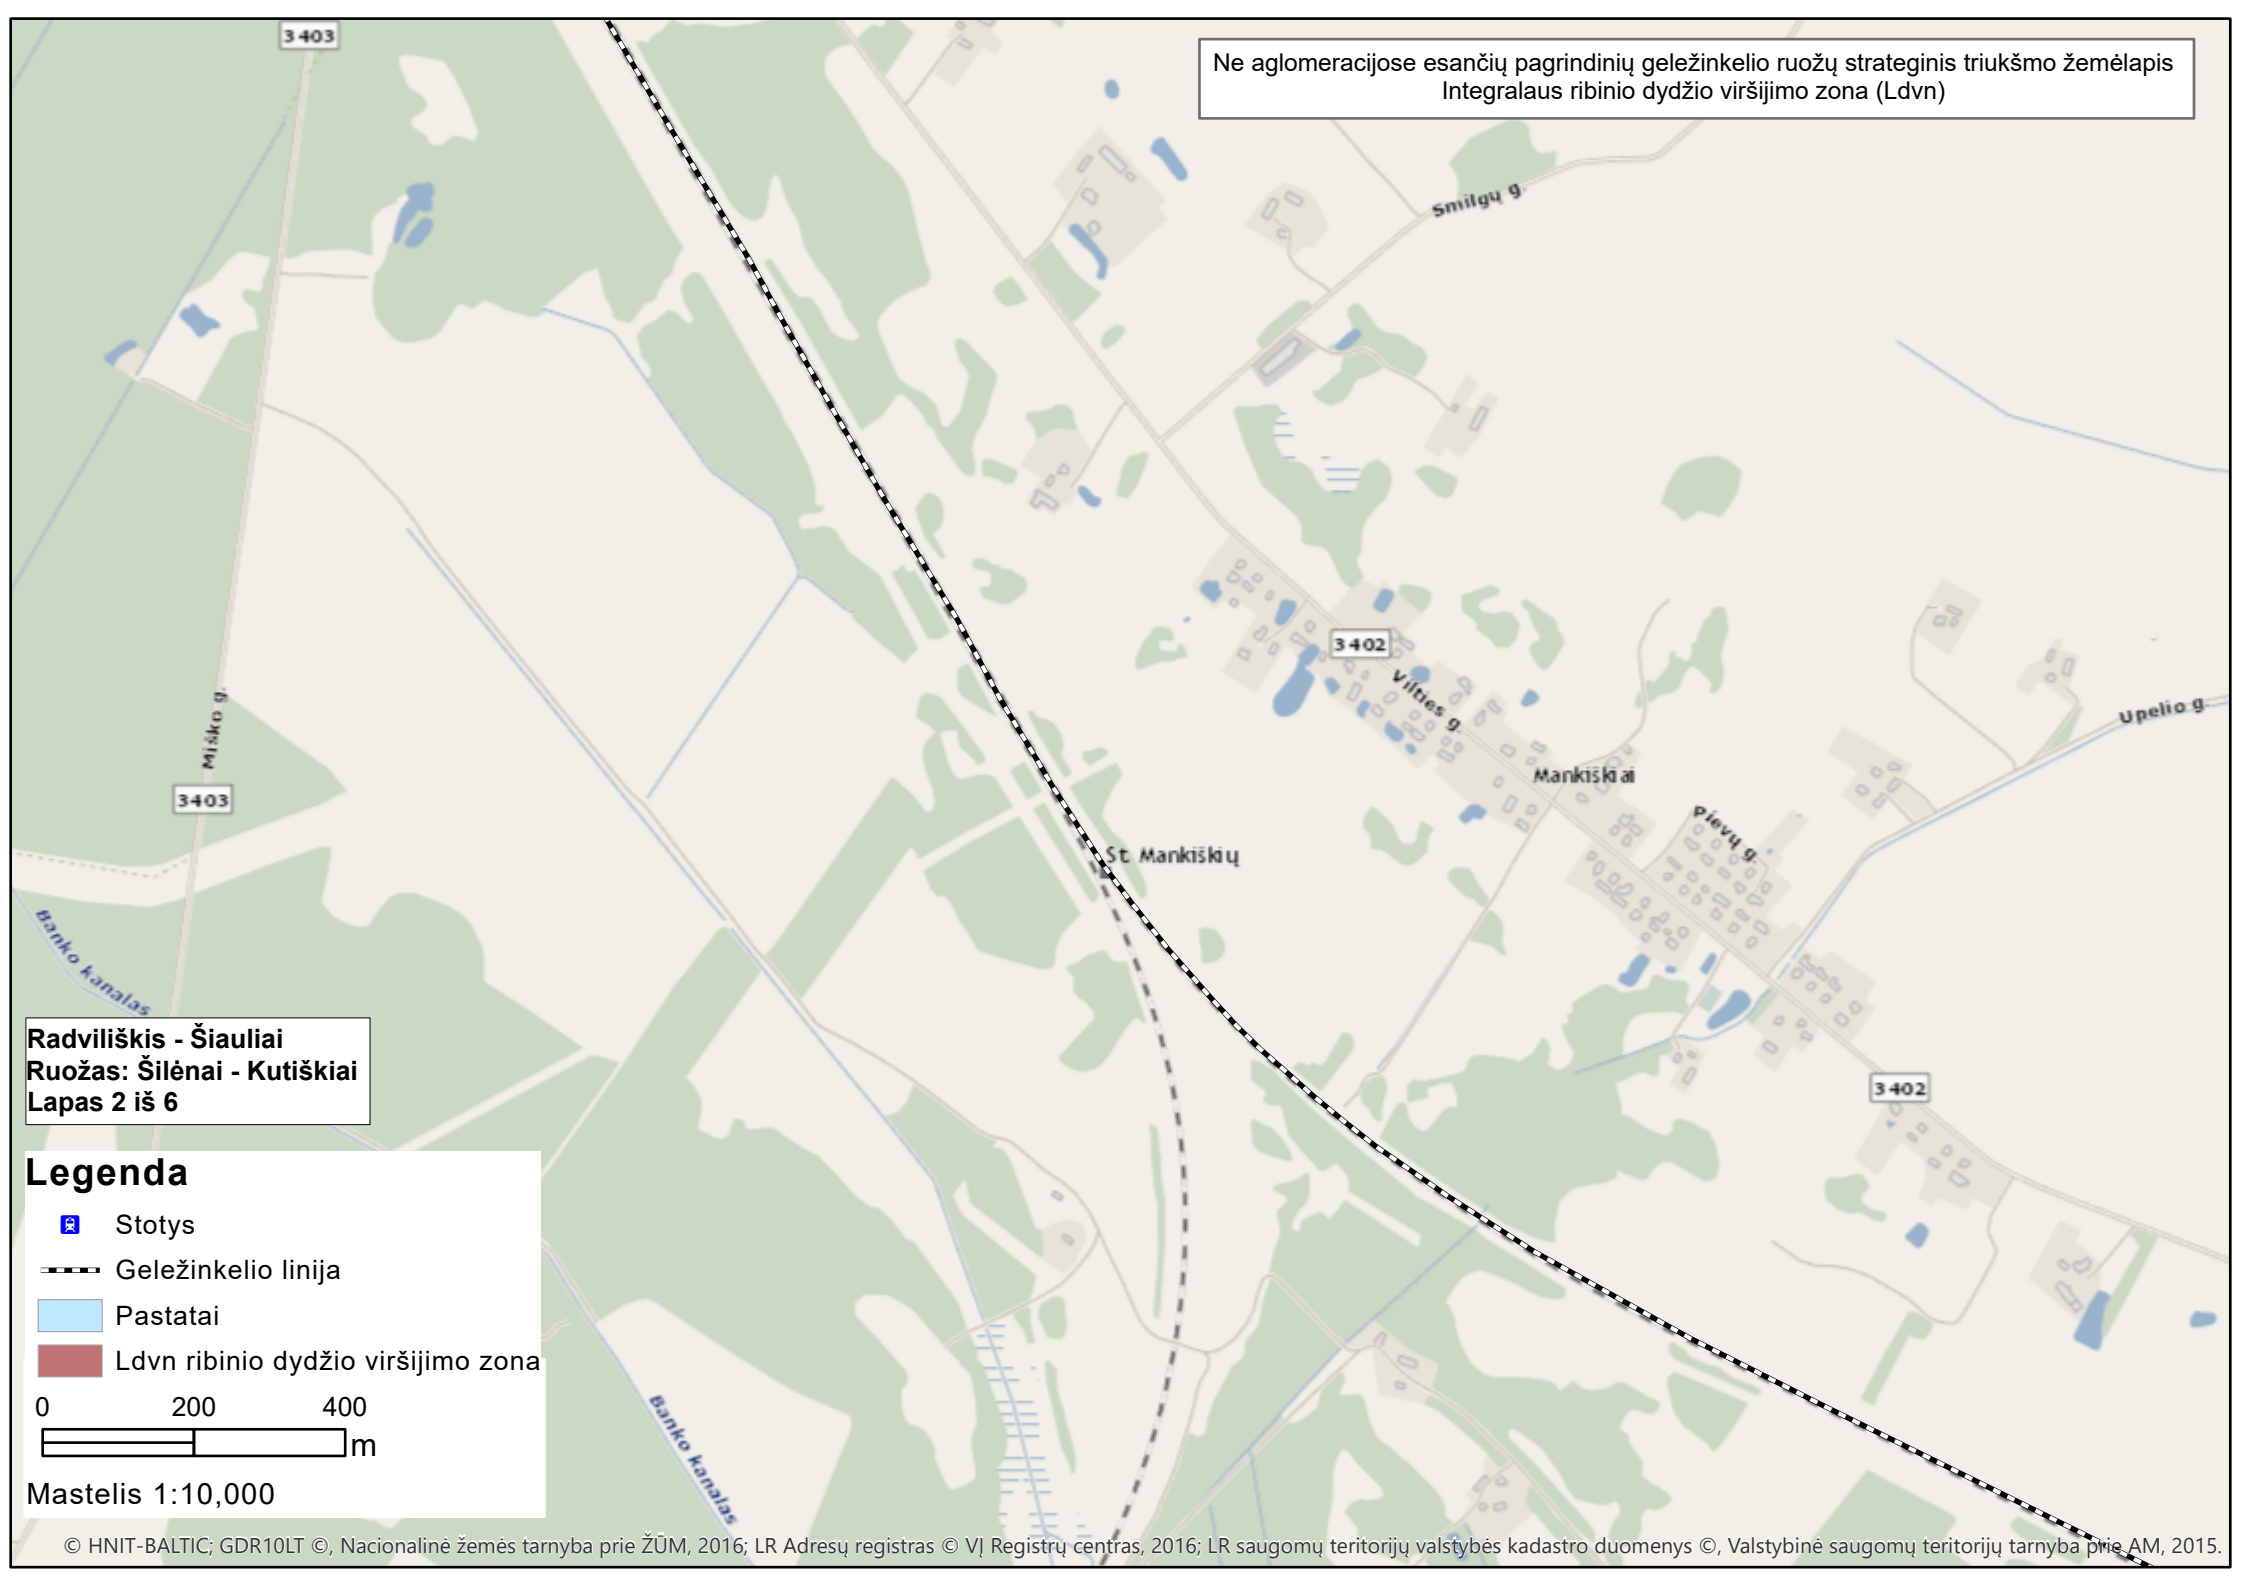 3403
Ne aglomeracijose esančių pagrindinių geležinkelio ruožų strateginis triukšmo žemėlapis
Integralaus ribinio dydžio viršijimo zona (Ldvn)
Smilgų g.
3402
Vilties g.
Miško g.
Upelio g.
Mankiškiai
3403
Pievų g.
St. Mankiškių
Banko kanalas
Radviliškis - Šiauliai
Ruožas: Šilėnai - Kutiškiai
Lapas 2 iš 6
3402
Legenda
Stotys
Geležinkelio linija
Pastatai
Ldvn ribinio dydžio viršijimo zona
0 200 400
m
Banko kanalas
Mastelis 1:10,000
© HNIT-BALTIC; GDR10LT ©, Nacionalinė žemės tarnyba prie ŽŪM, 2016; LR Adresų registras © VĮ Registrų centras, 2016; LR saugomų teritorijų valstybės kadastro duomenys ©, Valstybinė saugomų teritorijų tarnyba prie AM, 2015.